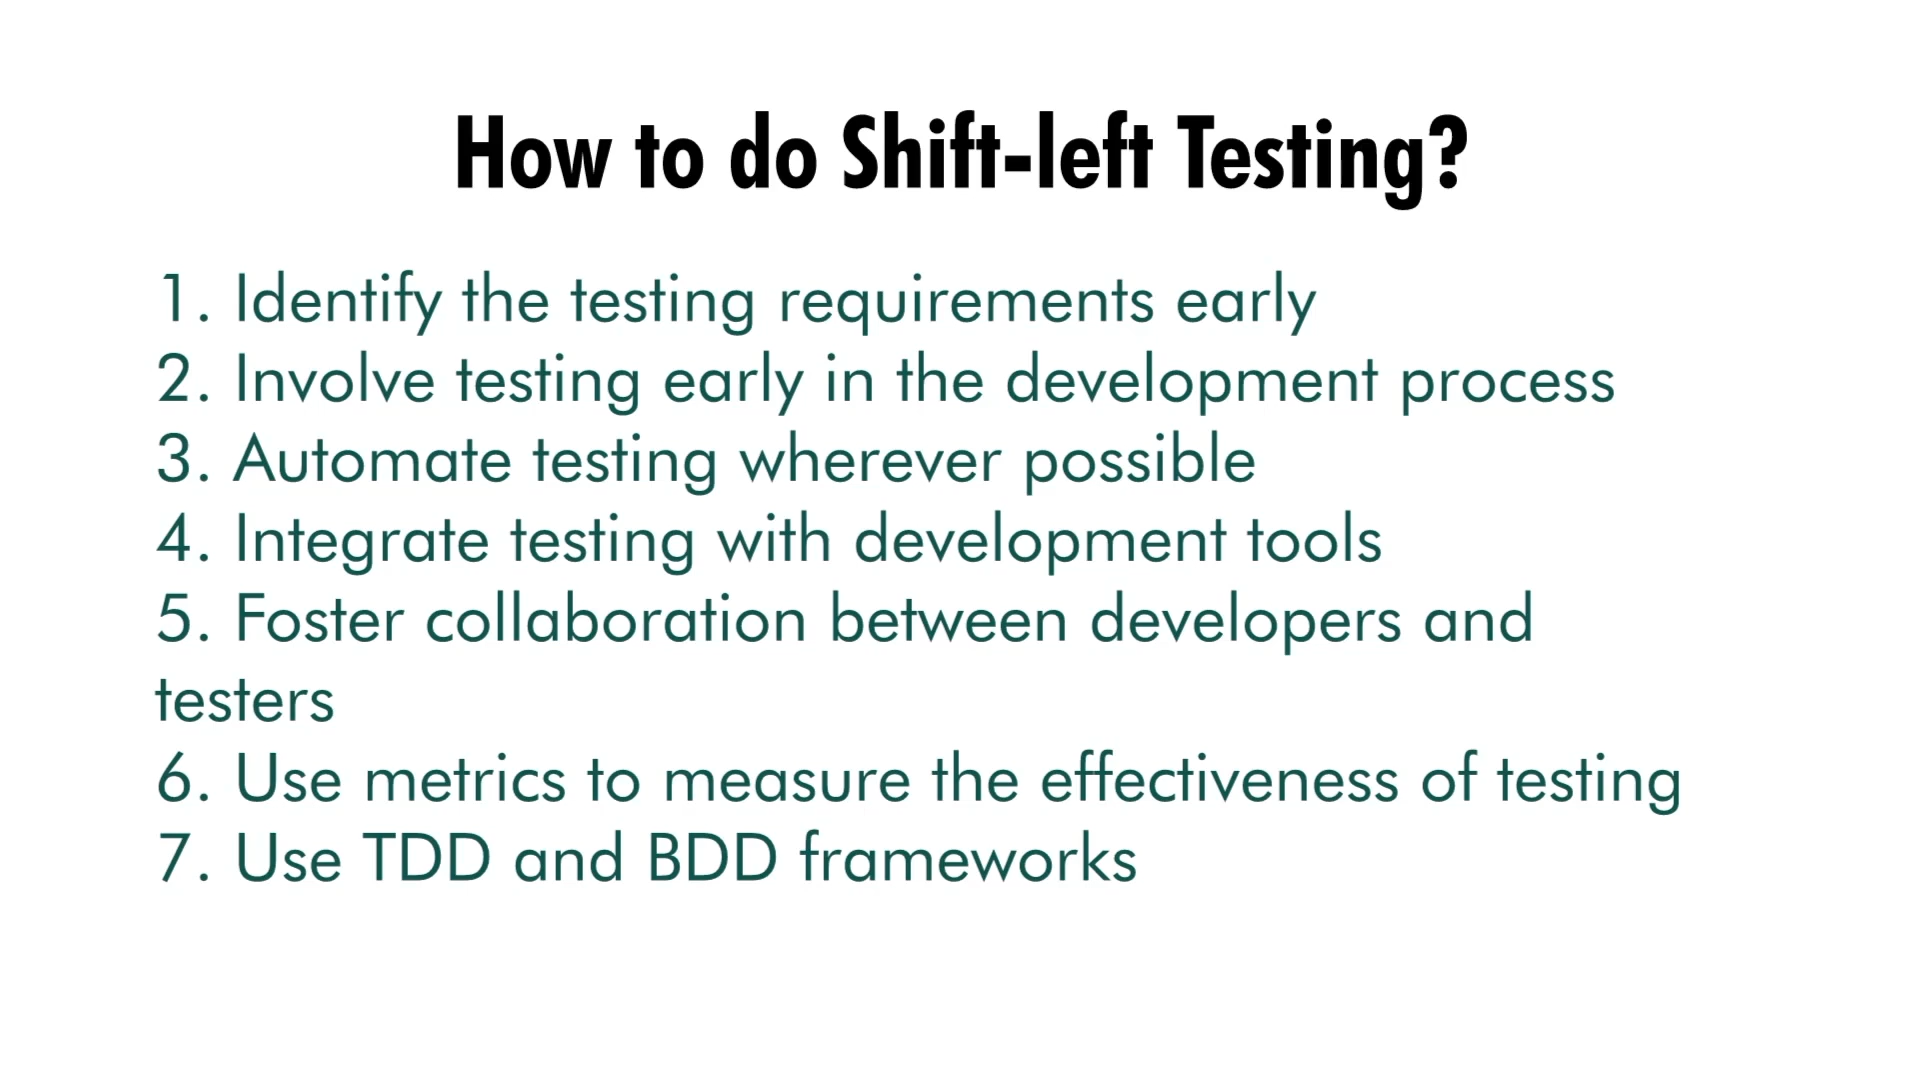 How to do Shift-left Testing?
1. Identify the testing requirements early
2. Involve testing early in the development process
3. Automate testing wherever possible
4. Integrate testing with development tools
5. Foster collaboration between developers and
testers
6. Use metrics to measure the effectiveness of testing
7. Use TDD and BDD frameworks